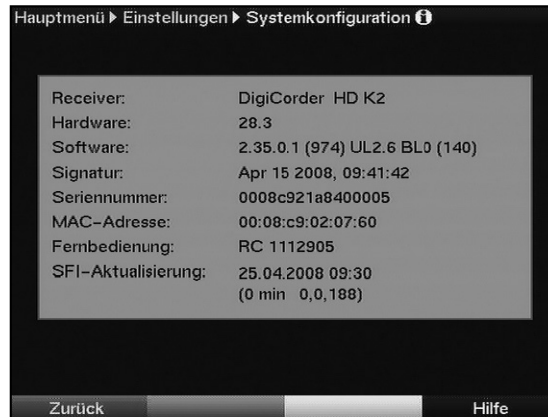 Hauptmenü ▶ Einstellungen ▶ Systemkonfiguration ℹ
Receiver: DigiCorder HD K2
Hardware: 28.3
Software: 2.35.0.1 (974) UL2.6 BL0 (140)
Signatur: Apr 15 2008, 09:41:42
Seriennummer: 0008c921a8400005
MAC-Adresse: 00:08:c9:02:07:60
Fernbedienung: RC 1112905
SFI-Aktualisierung: 25.04.2008 09:30
(0 min 0,0,188)
Zurück Hilfe